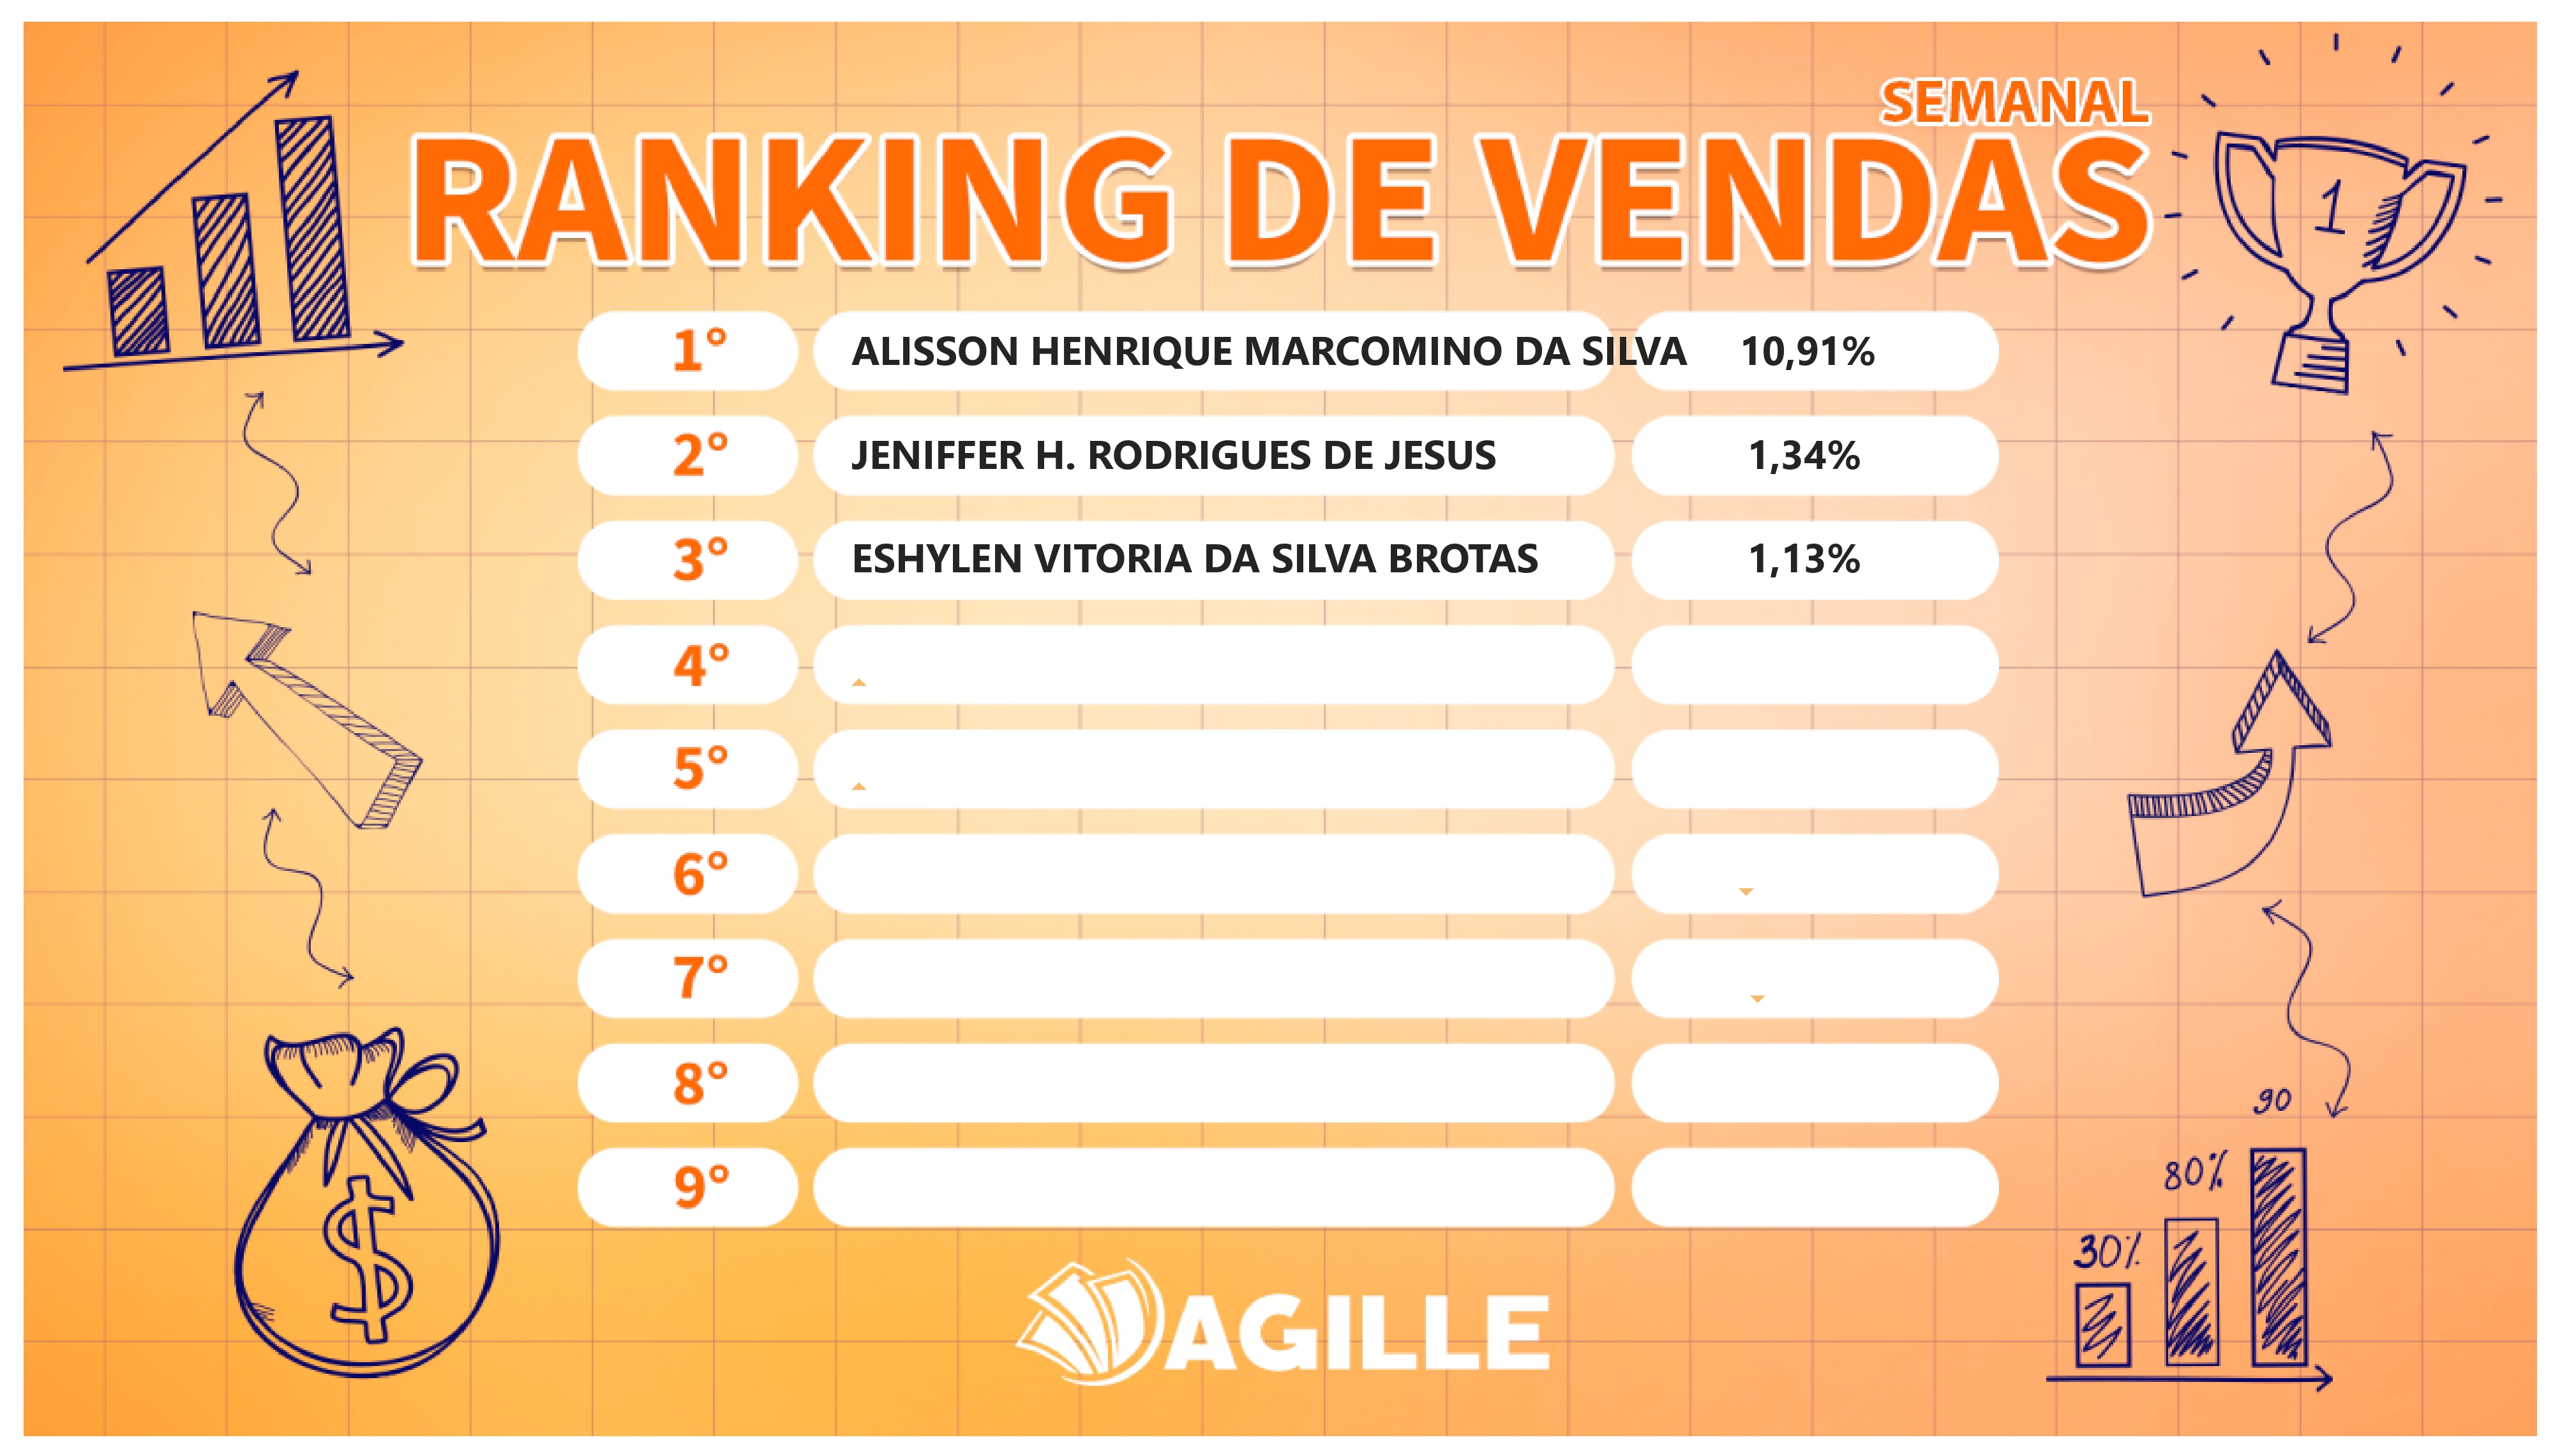 SEMANAL
RANKING DE VENDAS
1
1° ALISSON HENRIQUE MARCOMINO DA SILVA 10,91%
2° JENIFFER H. RODRIGUES DE JESUS 1,34%
3° ESHYLEN VITORIA DA SILVA BROTAS 1,13%
4°
5°
6°
7°
8°
9°
$
90
80%
30%
AGILLE